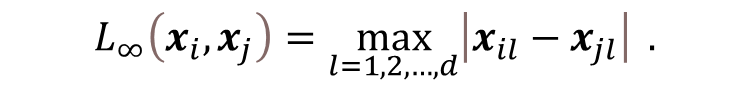 L∞(xᵢ, xⱼ) = max_{l=1,2,…,d} |xᵢₗ − xⱼₗ| .